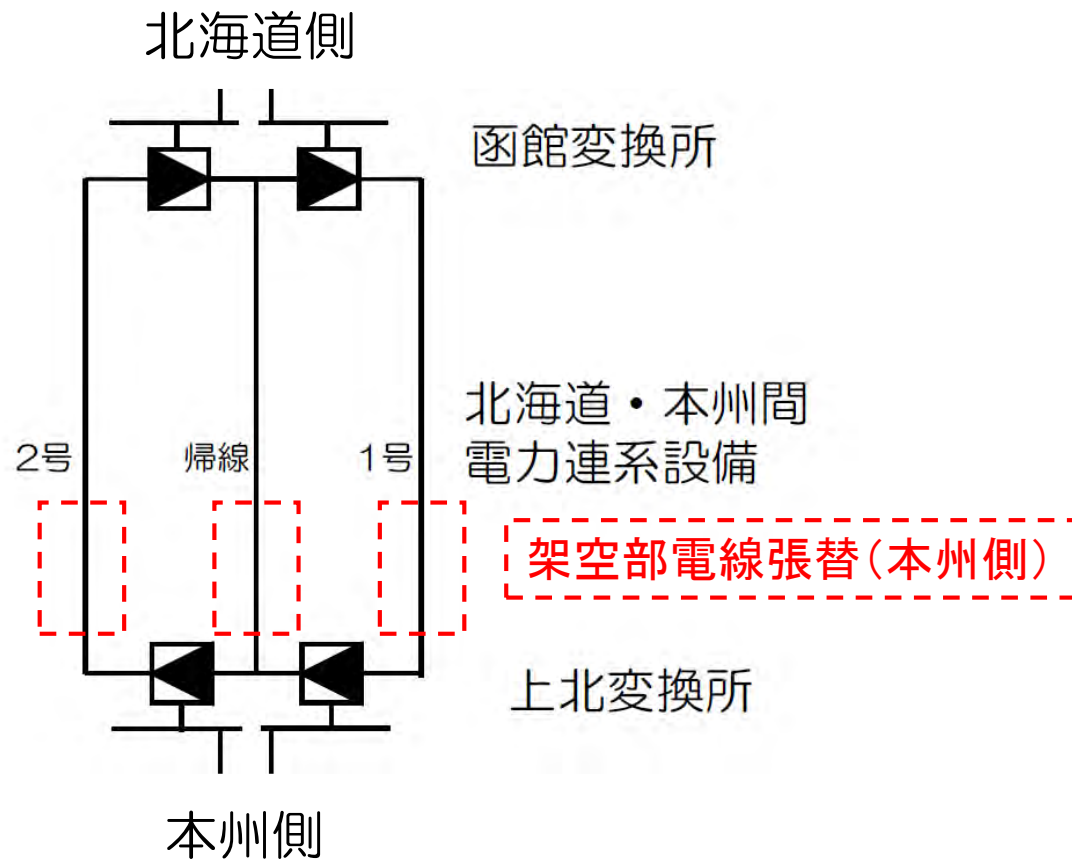 北海道側
函館変換所
北海道・本州間
電力連系設備
2号
帰線
1号
架空部電線張替(本州側)
上北変換所
本州側